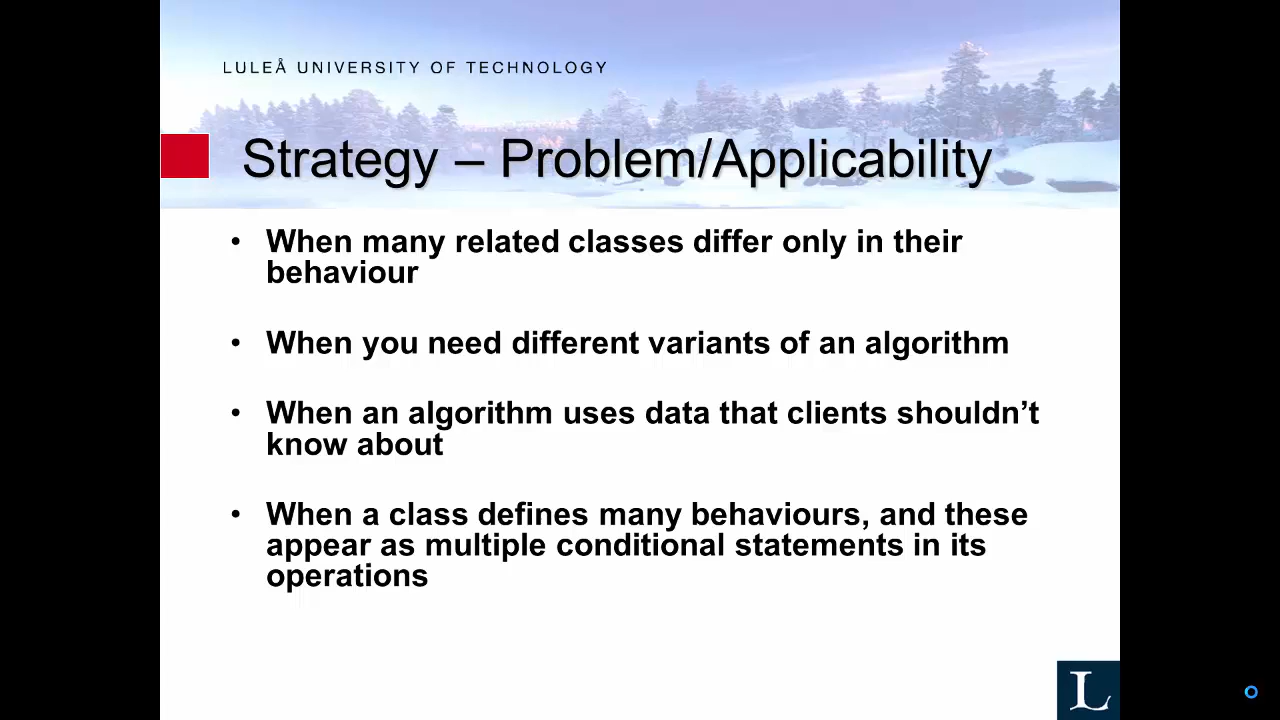 LULEÅ UNIVERSITY OF TECHNOLOGY
Strategy – Problem/Applicability
• When many related classes differ only in their
behaviour
• When you need different variants of an algorithm
• When an algorithm uses data that clients shouldn’t
know about
• When a class defines many behaviours, and these
appear as multiple conditional statements in its
operations
L